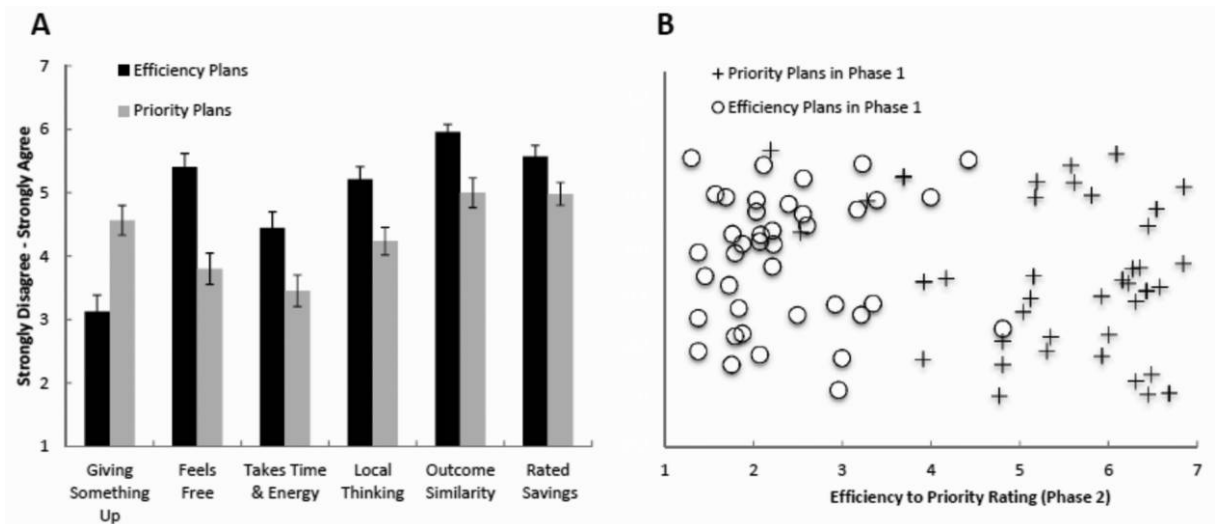 A
7
6
5
4
3
2
1
Strongly Disagree - Strongly Agree
Efficiency Plans
Priority Plans
Giving
Something
Up
Feels
Free
Takes Time
& Energy
Local
Thinking
Outcome
Similarity
Rated
Savings
B
Priority Plans in Phase 1
Efficiency Plans in Phase 1
1 2 3 4 5 6 7
Efficiency to Priority Rating (Phase 2)